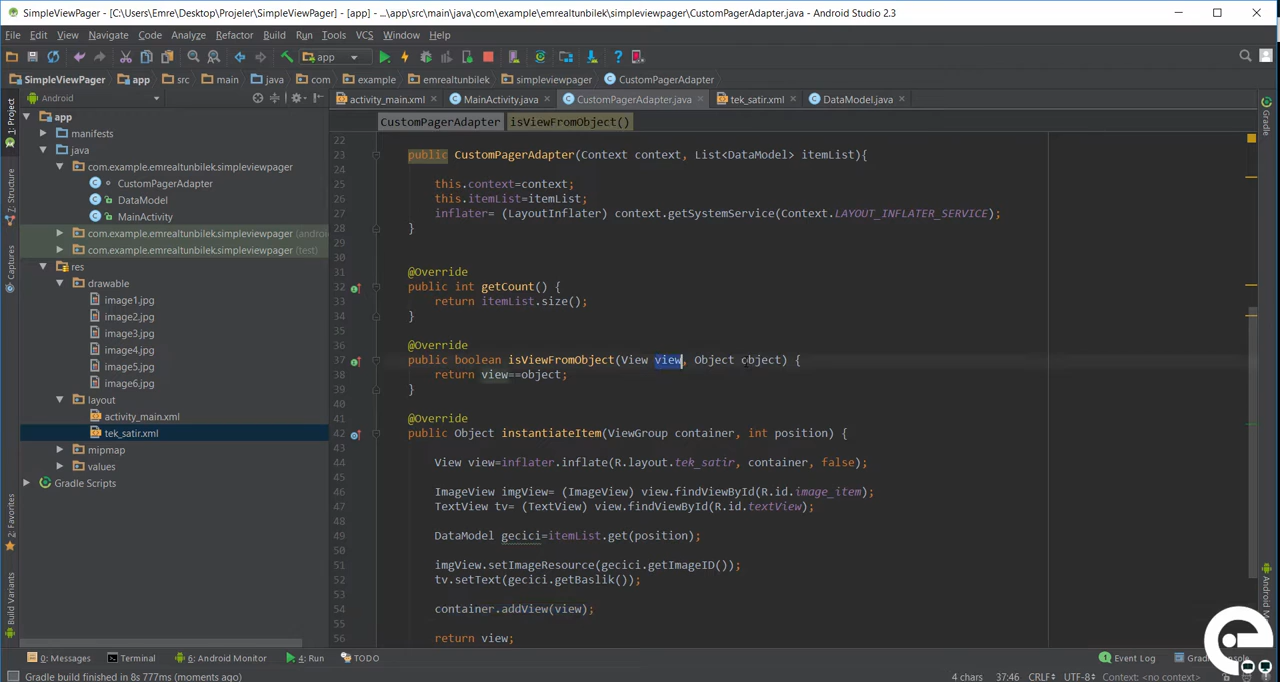 SimpleViewPager - [C:\Users\Emre\Desktop\Projeler\SimpleViewPager] - [app] - ...\app\src\main\java\com\example\emrealtunbilek\simpleviewpager\CustomPagerAdapter.java - Android Studio 2.3
File Edit View Navigate Code Analyze Refactor Build Run Tools VCS Window Help
app
SimpleViewPager app src main java com example emrealtunbilek simpleviewpager CustomPagerAdapter
Android
activity_main.xml MainActivity.java CustomPagerAdapter.java tek_satir.xml DataModel.java
CustomPagerAdapter isViewFromObject()
1: Project
7: Structure
Captures
2: Favorites
Build Variants
app
manifests
java
com.example.emrealtunbilek.simpleviewpager
CustomPagerAdapter
DataModel
MainActivity
com.example.emrealtunbilek.simpleviewpager (andro
com.example.emrealtunbilek.simpleviewpager (test)
res
drawable
image1.jpg
image2.jpg
image3.jpg
image4.jpg
image5.jpg
image6.jpg
layout
activity_main.xml
tek_satir.xml
mipmap
values
Gradle Scripts
22
23 public CustomPagerAdapter(Context context, List<DataModel> itemList){
24
25 this.context=context;
26 this.itemList=itemList;
27 inflater= (LayoutInflater) context.getSystemService(Context.LAYOUT_INFLATER_SERVICE);
28 }
29
30
31 @Override
32 public int getCount() {
33 return itemList.size();
34 }
35
36 @Override
37 public boolean isViewFromObject(View view, Object object) {
38 return view==object;
39 }
40
41 @Override
42 public Object instantiateItem(ViewGroup container, int position) {
43
44 View view=inflater.inflate(R.layout.tek_satir, container, false);
45
46 ImageView imgView= (ImageView) view.findViewById(R.id.image_item);
47 TextView tv= (TextView) view.findViewById(R.id.textView);
48
49 DataModel gecici=itemList.get(position);
50
51 imgView.setImageResource(gecici.getImageID());
52 tv.setText(gecici.getBaslik());
53
54 container.addView(view);
55
56 return view;
Gradle
Android M
0: Messages Terminal 6: Android Monitor 4: Run TODO Event Log
Gradle build finished in 8s 777ms (moments ago) 4 chars 37:46 CRLF UTF-8 Context: <no context>